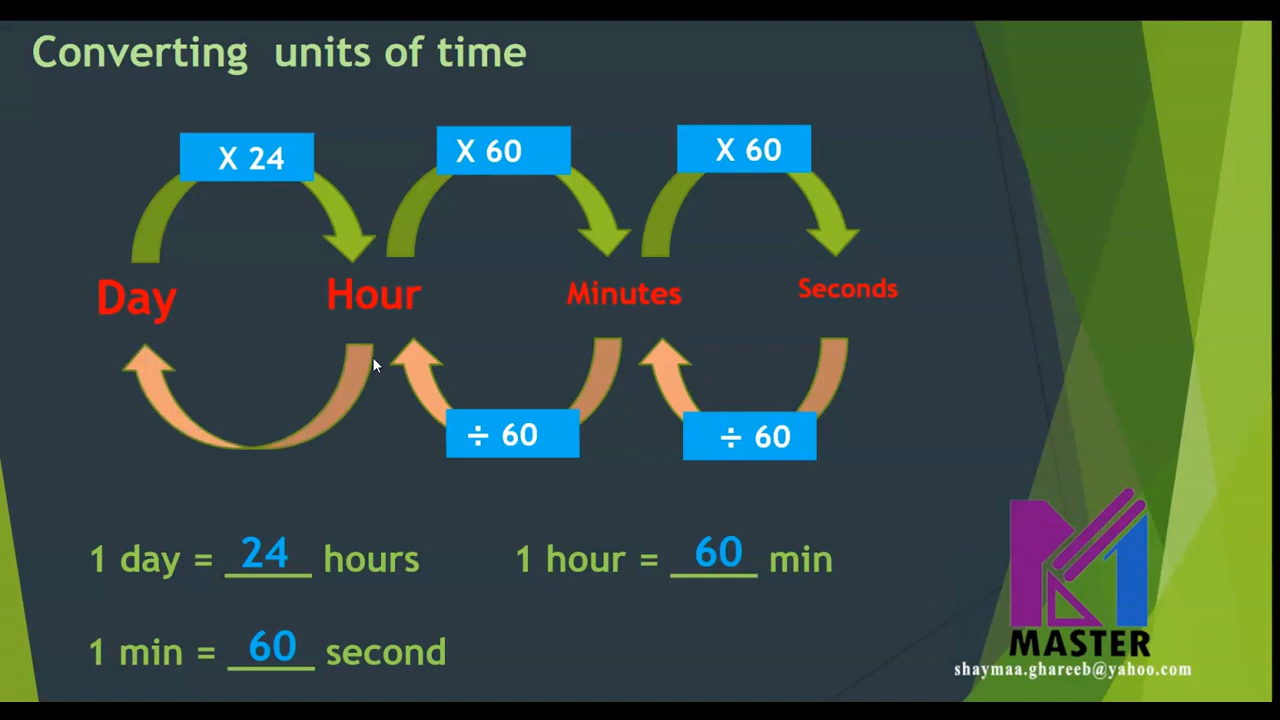 Converting units of time
X 24
X 60
X 60
Day
Hour
Minutes
Seconds
÷ 60
÷ 60
1 day = 24 hours
1 hour = 60 min
1 min = 60 second
M1
MASTER
shaymaa.ghareeb@yahoo.com